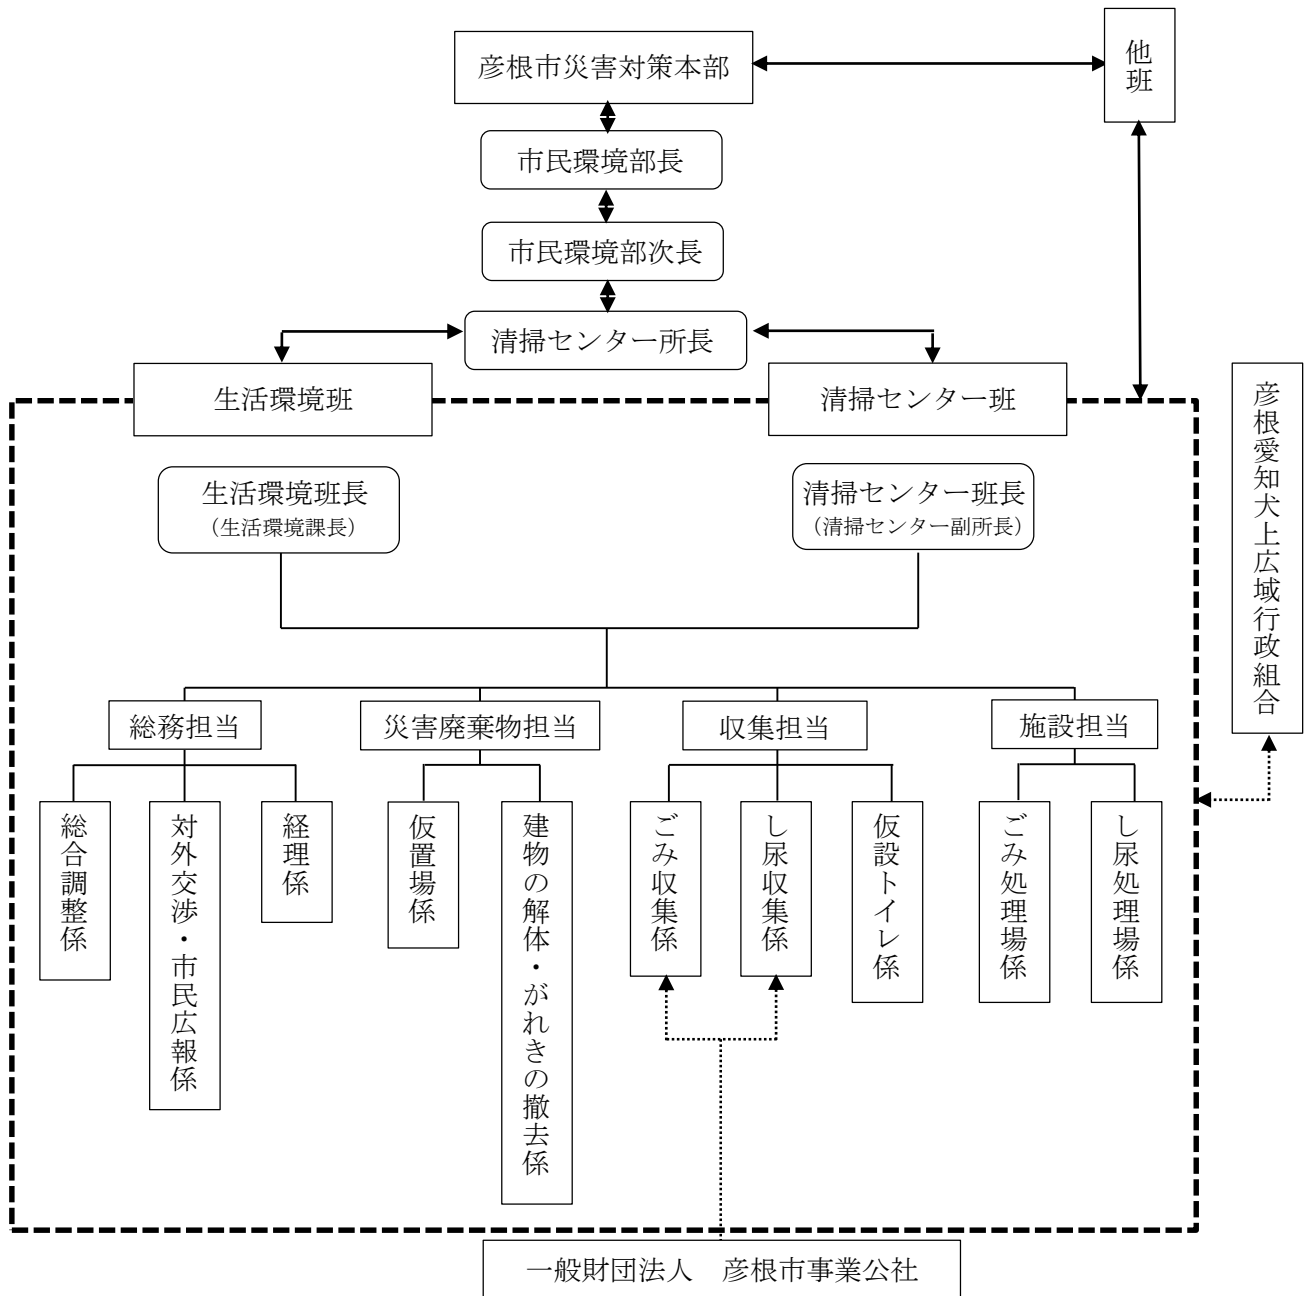 彦根市災害対策本部
他班
市民環境部長
市民環境部次長
清掃センター所長
生活環境班
清掃センター班
彦根愛知犬上広域行政組合
生活環境班長
（生活環境課長）
清掃センター班長
（清掃センター副所長）
総務担当
災害廃棄物担当
収集担当
施設担当
総合調整係
対外交渉・市民広報係
経理係
仮置場係
建物の解体・がれきの撤去係
ごみ収集係
し尿収集係
仮設トイレ係
ごみ処理場係
し尿処理場係
一般財団法人　彦根市事業公社